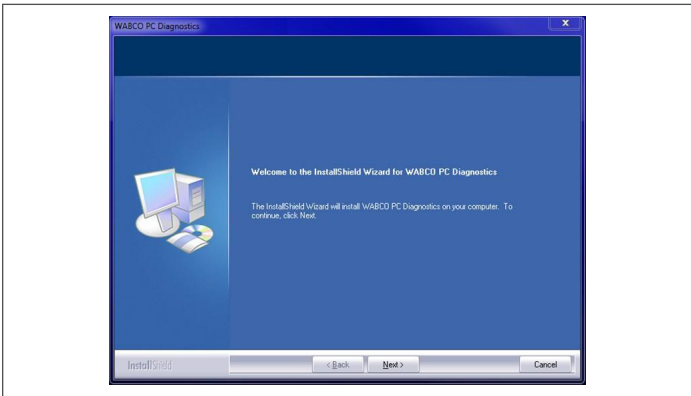 WABCO PC Diagnostics
x
Welcome to the InstallShield Wizard for WABCO PC Diagnostics
The InstallShield Wizard will install WABCO PC Diagnostics on your computer. To
continue, click Next.
InstallShield
< Back Next > Cancel